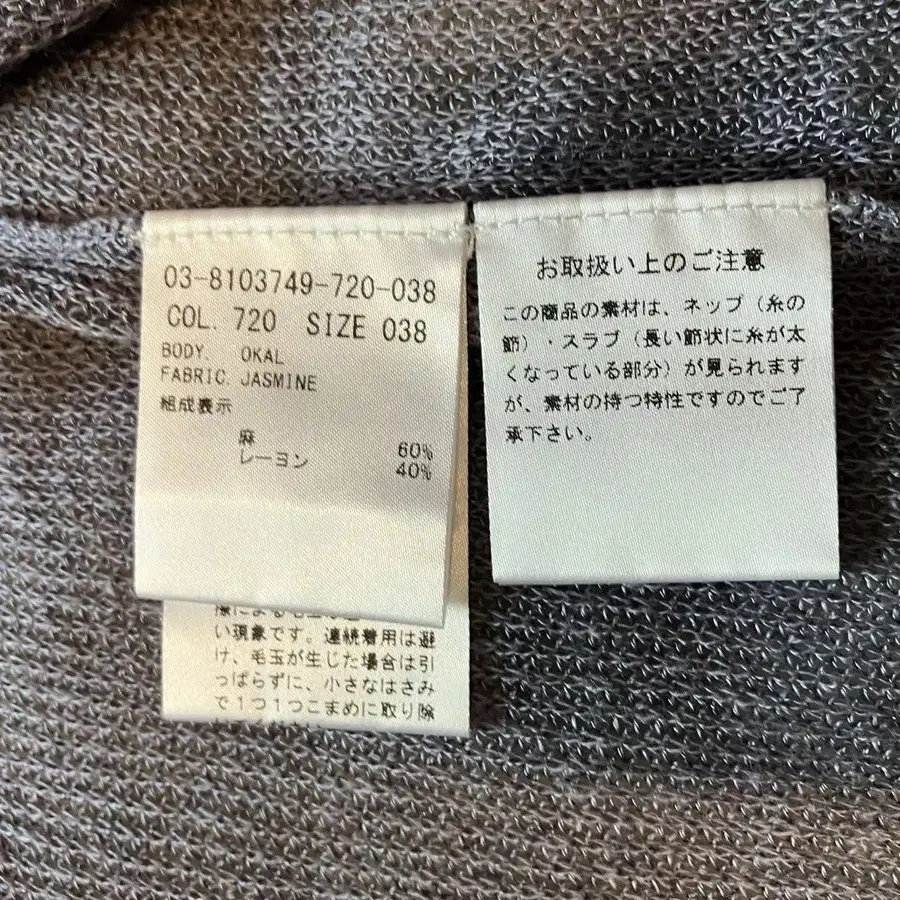 03-8103749-720-038
COL. 720 SIZE 038
BODY. OKAL
FABRIC. JASMINE
組成表示
麻 60%
レーヨン 40%
い現象です。連続着用は避
け、毛玉が生じた場合は引
っぱらずに、小さなはさみ
で1つ1つこまめに取り除
お取扱い上のご注意
この商品の素材は、ネップ（糸の
節）・スラブ（長い節状に糸が太
くなっている部分）が見られます
が、素材の持つ特性ですのでご了
承下さい。